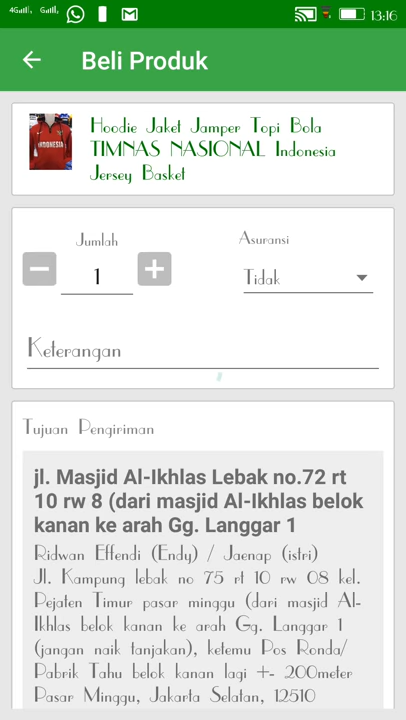 4G G 13:16
Beli Produk
Hoodie Jaket Jamper Topi Bola
TIMNAS NASIONAL Indonesia
Jersey Basket
INDONESIA
Jumlah
Asuransi
1
Tidak
Keterangan
Tujuan Pengiriman
jl. Masjid Al-Ikhlas Lebak no.72 rt
10 rw 8 (dari masjid Al-Ikhlas belok
kanan ke arah Gg. Langgar 1
Ridwan Effendi (Endy) / Jaenap (istri)
Jl. Kampung lebak no 75 rt 10 rw 08 kel.
Pejaten Timur pasar minggu (dari masjid Al-
Ikhlas belok kanan ke arah Gg. Langgar 1
(jangan naik tanjakan), ketemu Pos Ronda/
Pabrik Tahu belok kanan lagi +- 200meter
Pasar Minggu, Jakarta Selatan, 12510